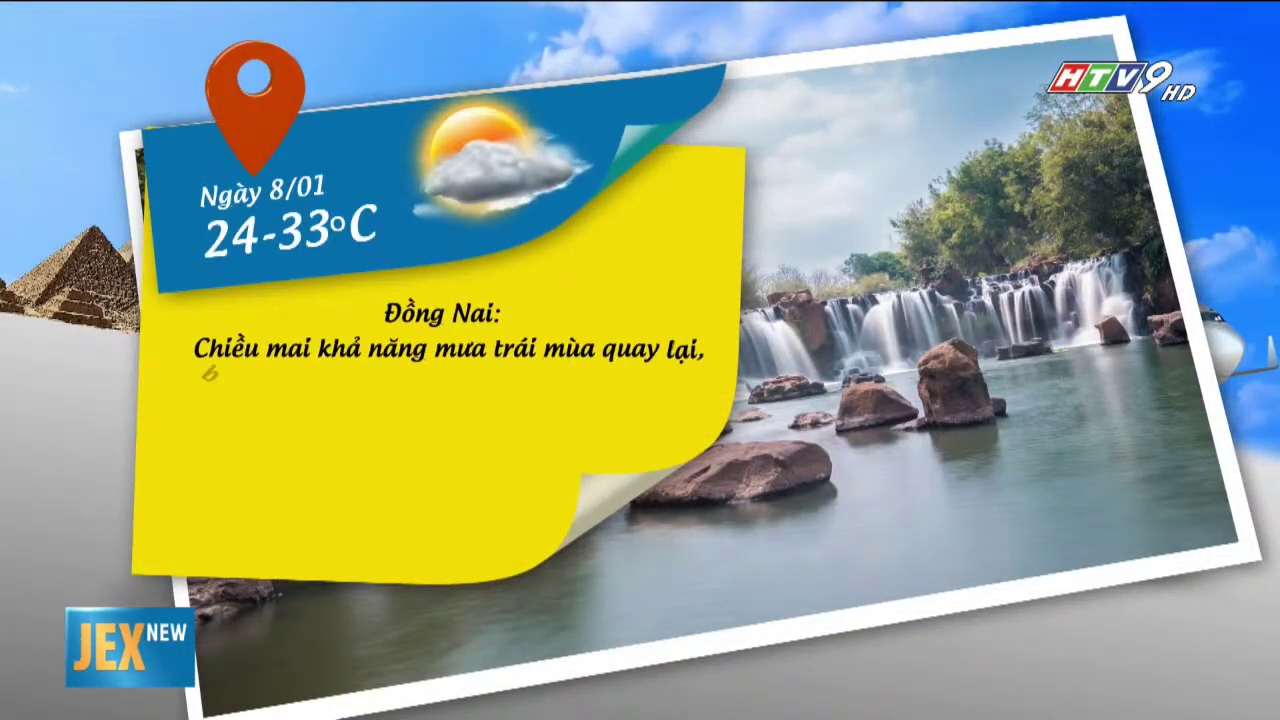 HTV9 HD
Ngày 8/01
24-33°C
Đồng Nai:
Chiều mai khả năng mưa trái mùa quay lại,
b
JEX NEW